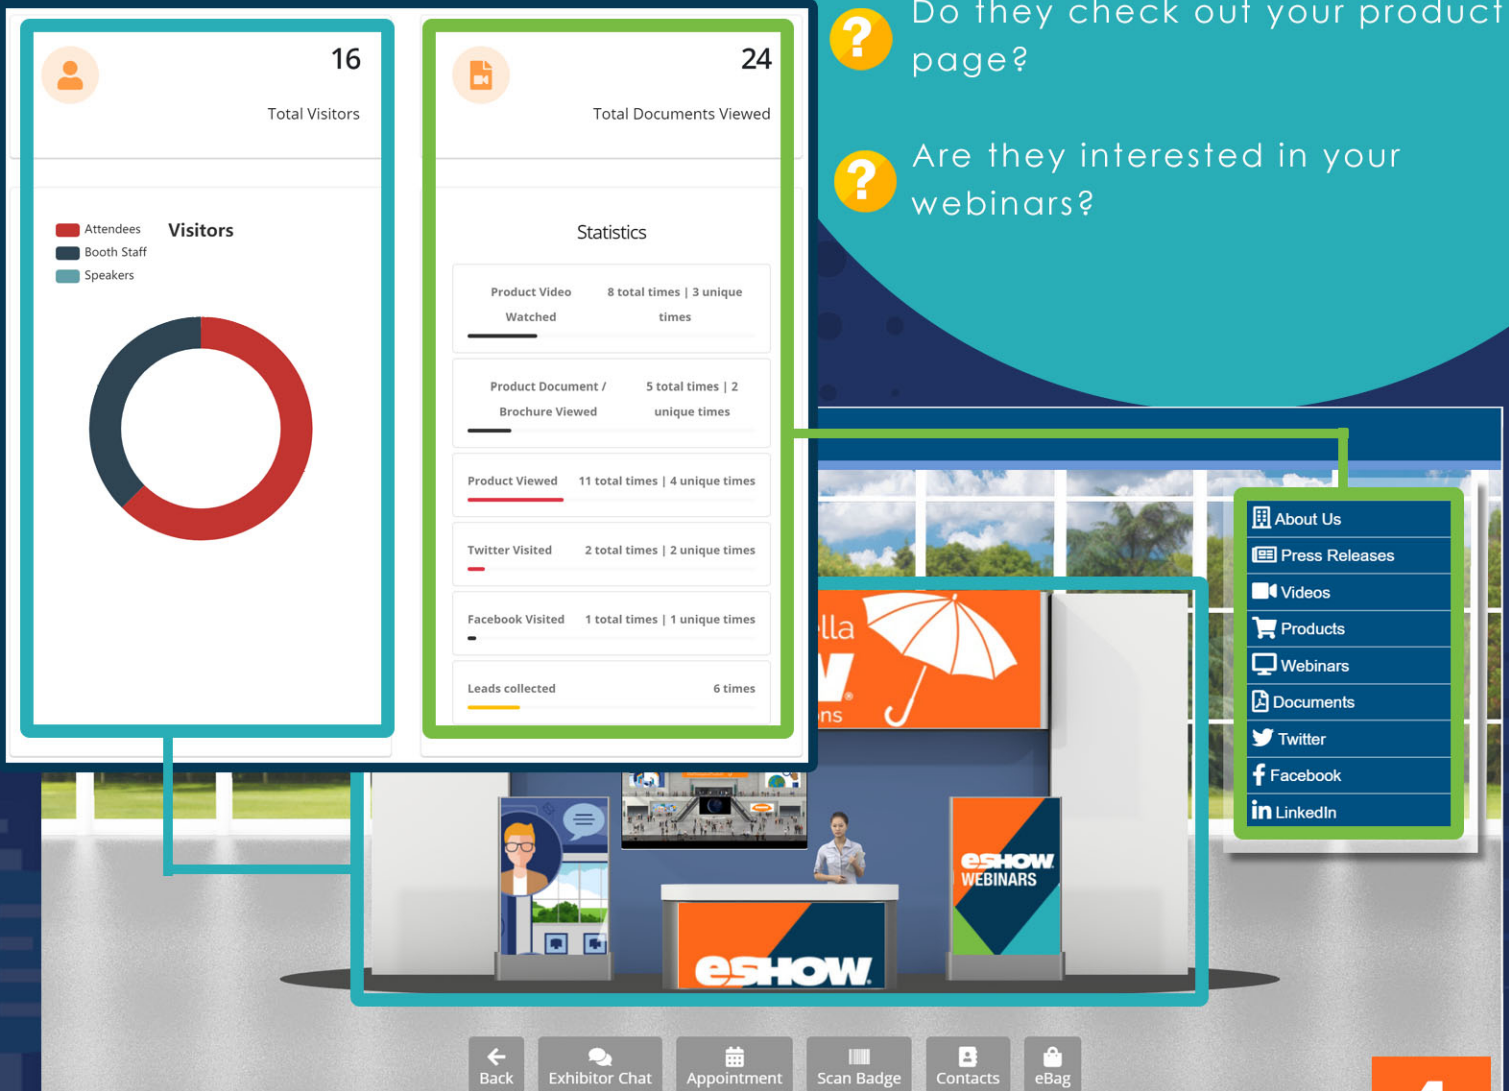 Do they check out your product
page?
Are they interested in your
webinars?
16
Total Visitors
24
Total Documents Viewed
Attendees
Booth Staff
Speakers
Visitors
Statistics
Product Video
Watched
8 total times | 3 unique
times
Product Document /
Brochure Viewed
5 total times | 2
unique times
Product Viewed
11 total times | 4 unique times
Twitter Visited
2 total times | 2 unique times
Facebook Visited
1 total times | 1 unique times
Leads collected
6 times
About Us
Press Releases
Videos
Products
Webinars
Documents
Twitter
Facebook
LinkedIn
lla
W®
ns
eSHOW
WEBINARS
eSHOW
Back
Exhibitor Chat
Appointment
Scan Badge
Contacts
eBag